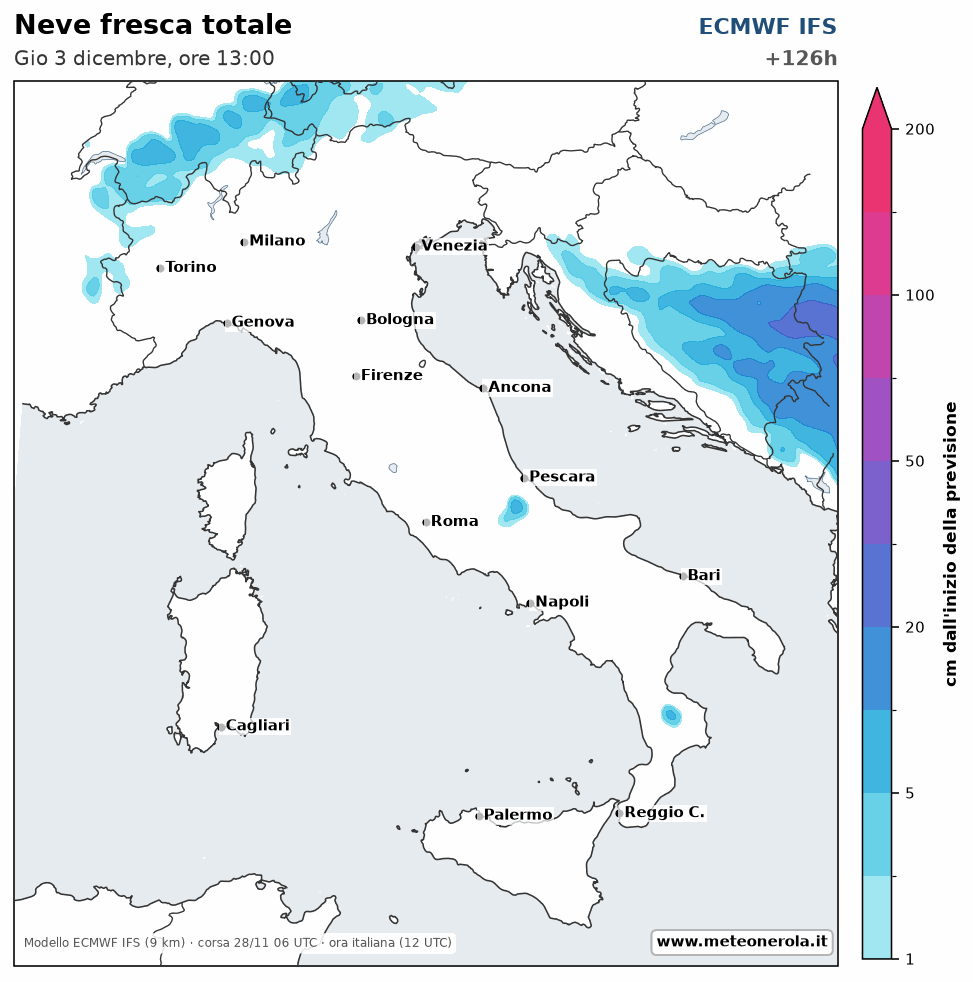 Neve fresca totale
ECMWF IFS
Gio 3 dicembre, ore 13:00
+126h
200
100
50
20
5
1
cm dall'inizio della previsione
Milano
Venezia
Torino
Genova
Bologna
Firenze
Ancona
Pescara
Roma
Bari
Napoli
Cagliari
Palermo
Reggio C.
Modello ECMWF IFS (9 km) · corsa 28/11 06 UTC · ora italiana (12 UTC)
www.meteonerola.it